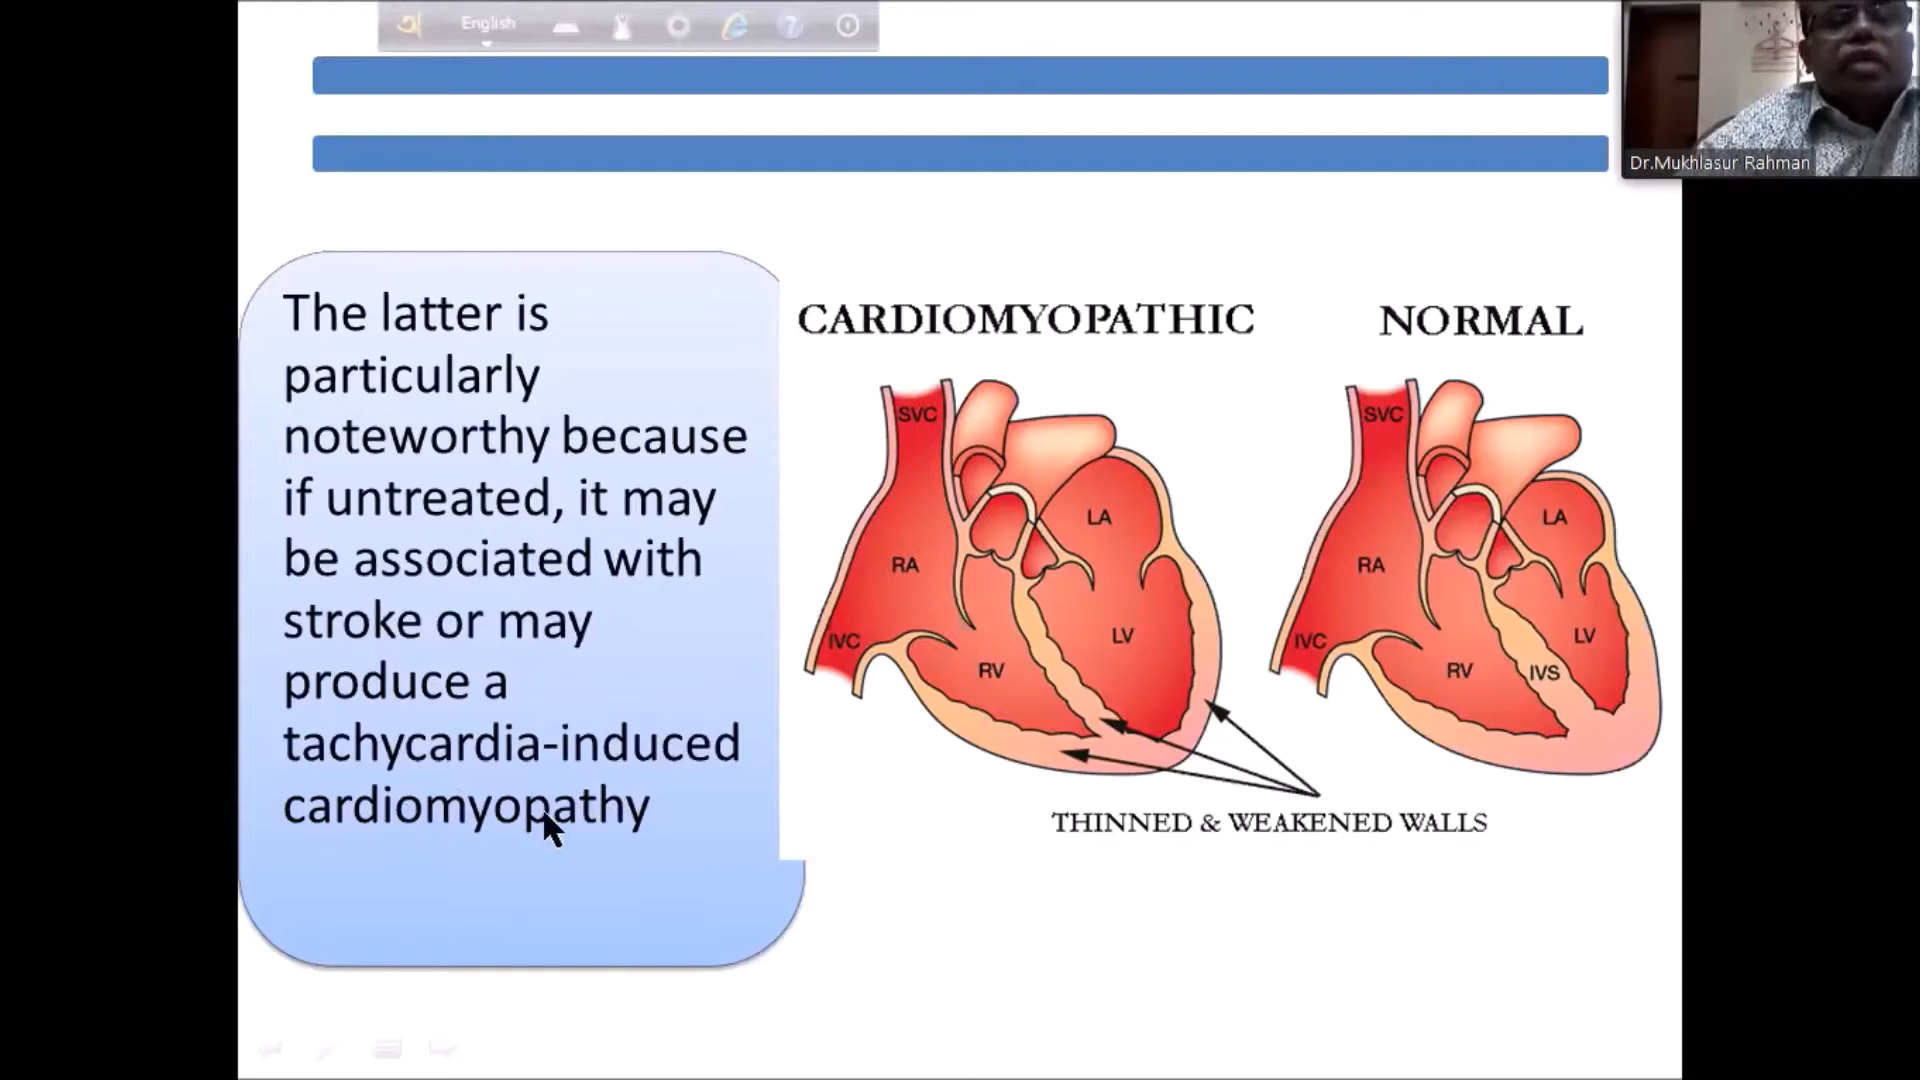 অ
English
?
Dr.Mukhlasur Rahman
The latter is
particularly
noteworthy because
if untreated, it may
be associated with
stroke or may
produce a
tachycardia-induced
cardiomyopathy
CARDIOMYOPATHIC
SVC
LA
RA
LV
IVC
RV
NORMAL
SVC
LA
RA
LV
IVC
RV
IVS
THINNED & WEAKENED WALLS